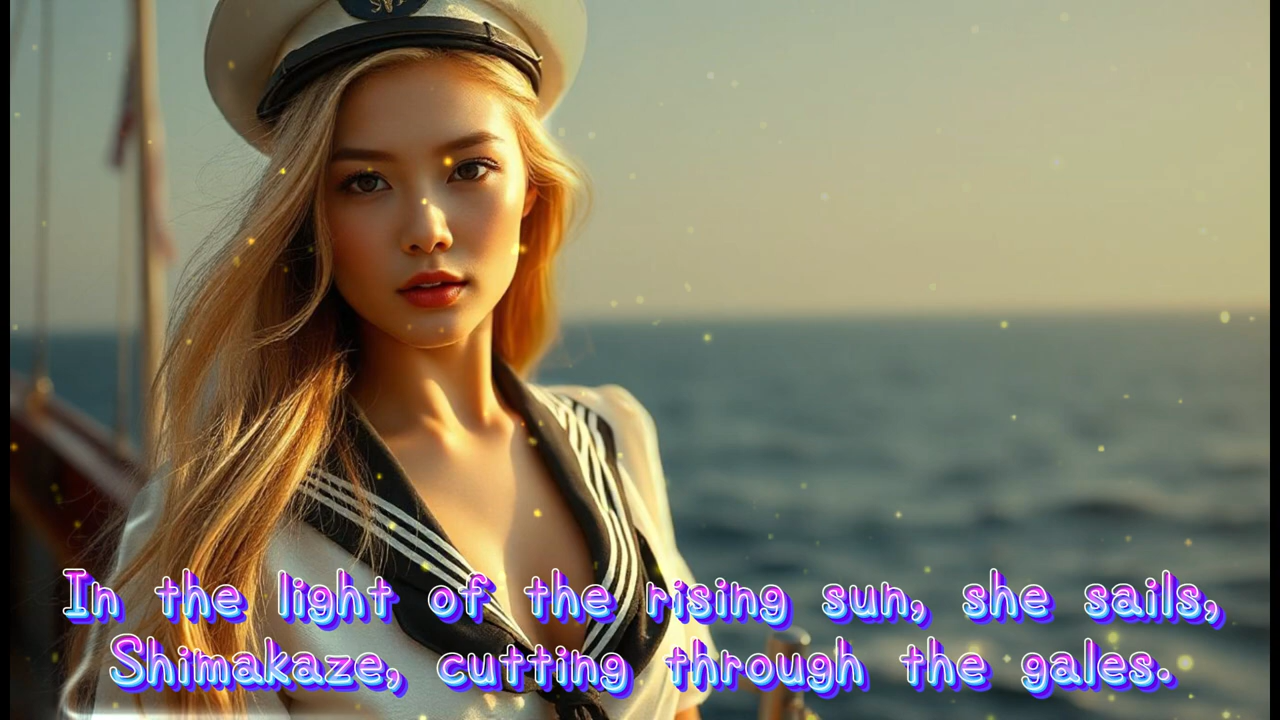 In the light of the rising sun, she sails,
Shimakaze, cutting through the gales.